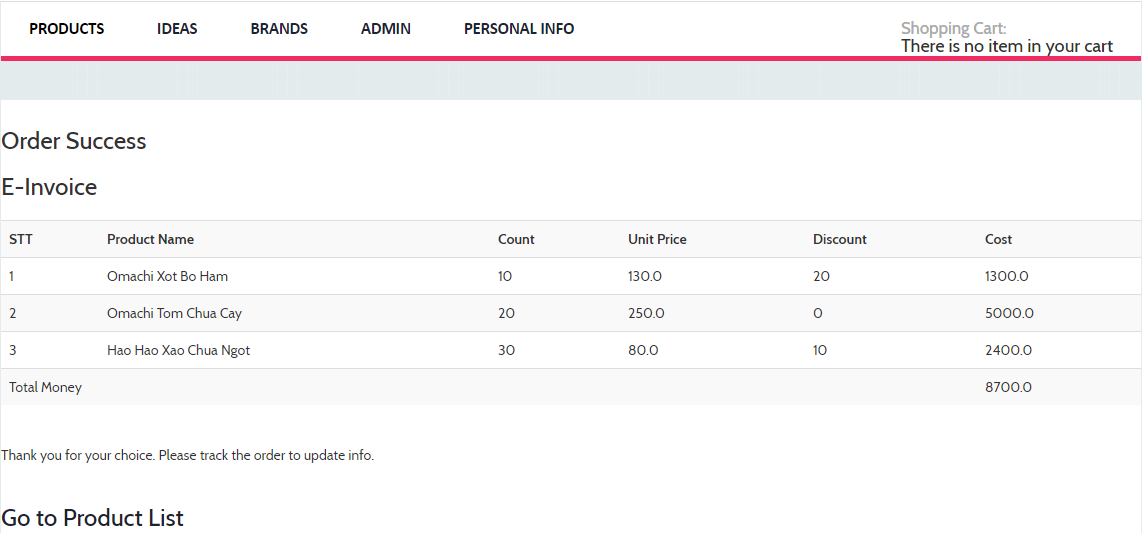 PRODUCTS IDEAS BRANDS ADMIN PERSONAL INFO
Shopping Cart:
There is no item in your cart
Order Success
E-Invoice
STT Product Name Count Unit Price Discount Cost
1 Omachi Xot Bo Ham 10 130.0 20 1300.0
2 Omachi Tom Chua Cay 20 250.0 0 5000.0
3 Hao Hao Xao Chua Ngot 30 80.0 10 2400.0
Total Money 8700.0
Thank you for your choice. Please track the order to update info.
Go to Product List